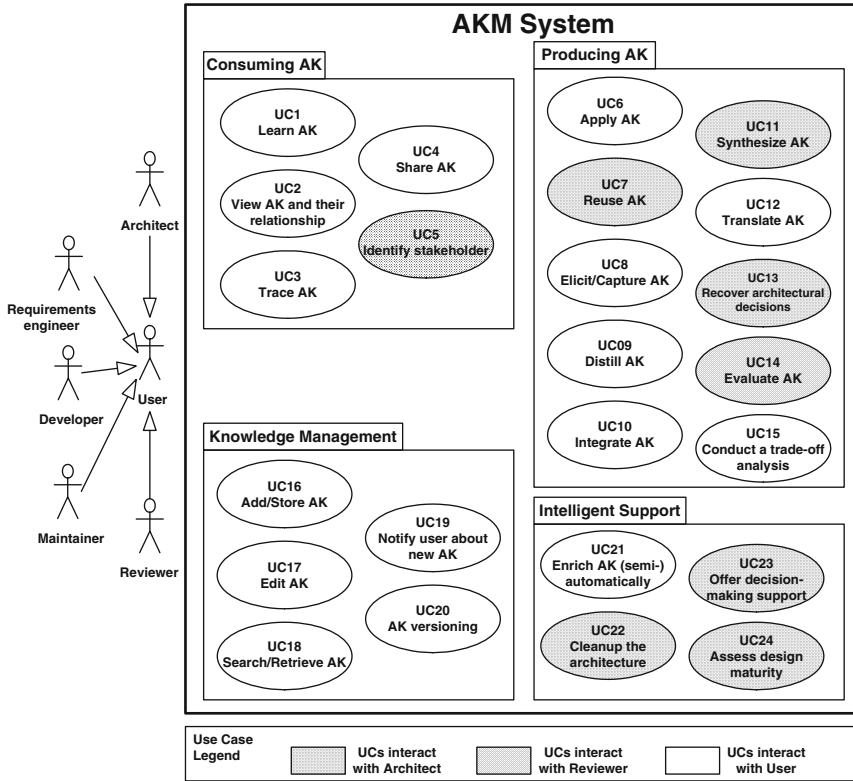 AKM System
Consuming AK
UC1
Learn AK
UC2
View AK and their
relationship
UC3
Trace AK
UC4
Share AK
UC5
Identify stakeholder
Producing AK
UC6
Apply AK
UC7
Reuse AK
UC8
Elicit/Capture AK
UC09
Distill AK
UC10
Integrate AK
UC11
Synthesize AK
UC12
Translate AK
UC13
Recover architectural
decisions
UC14
Evaluate AK
UC15
Conduct a trade-off
analysis
Architect
Requirements
engineer
User
Developer
Maintainer
Reviewer
Knowledge Management
UC16
Add/Store AK
UC17
Edit AK
UC18
Search/Retrieve AK
UC19
Notify user about
new AK
UC20
AK versioning
Intelligent Support
UC21
Enrich AK (semi-)
automatically
UC22
Cleanup the
architecture
UC23
Offer decision-
making support
UC24
Assess design
maturity
Use Case
Legend
UCs interact
with Architect
UCs interact
with Reviewer
UCs interact
with User